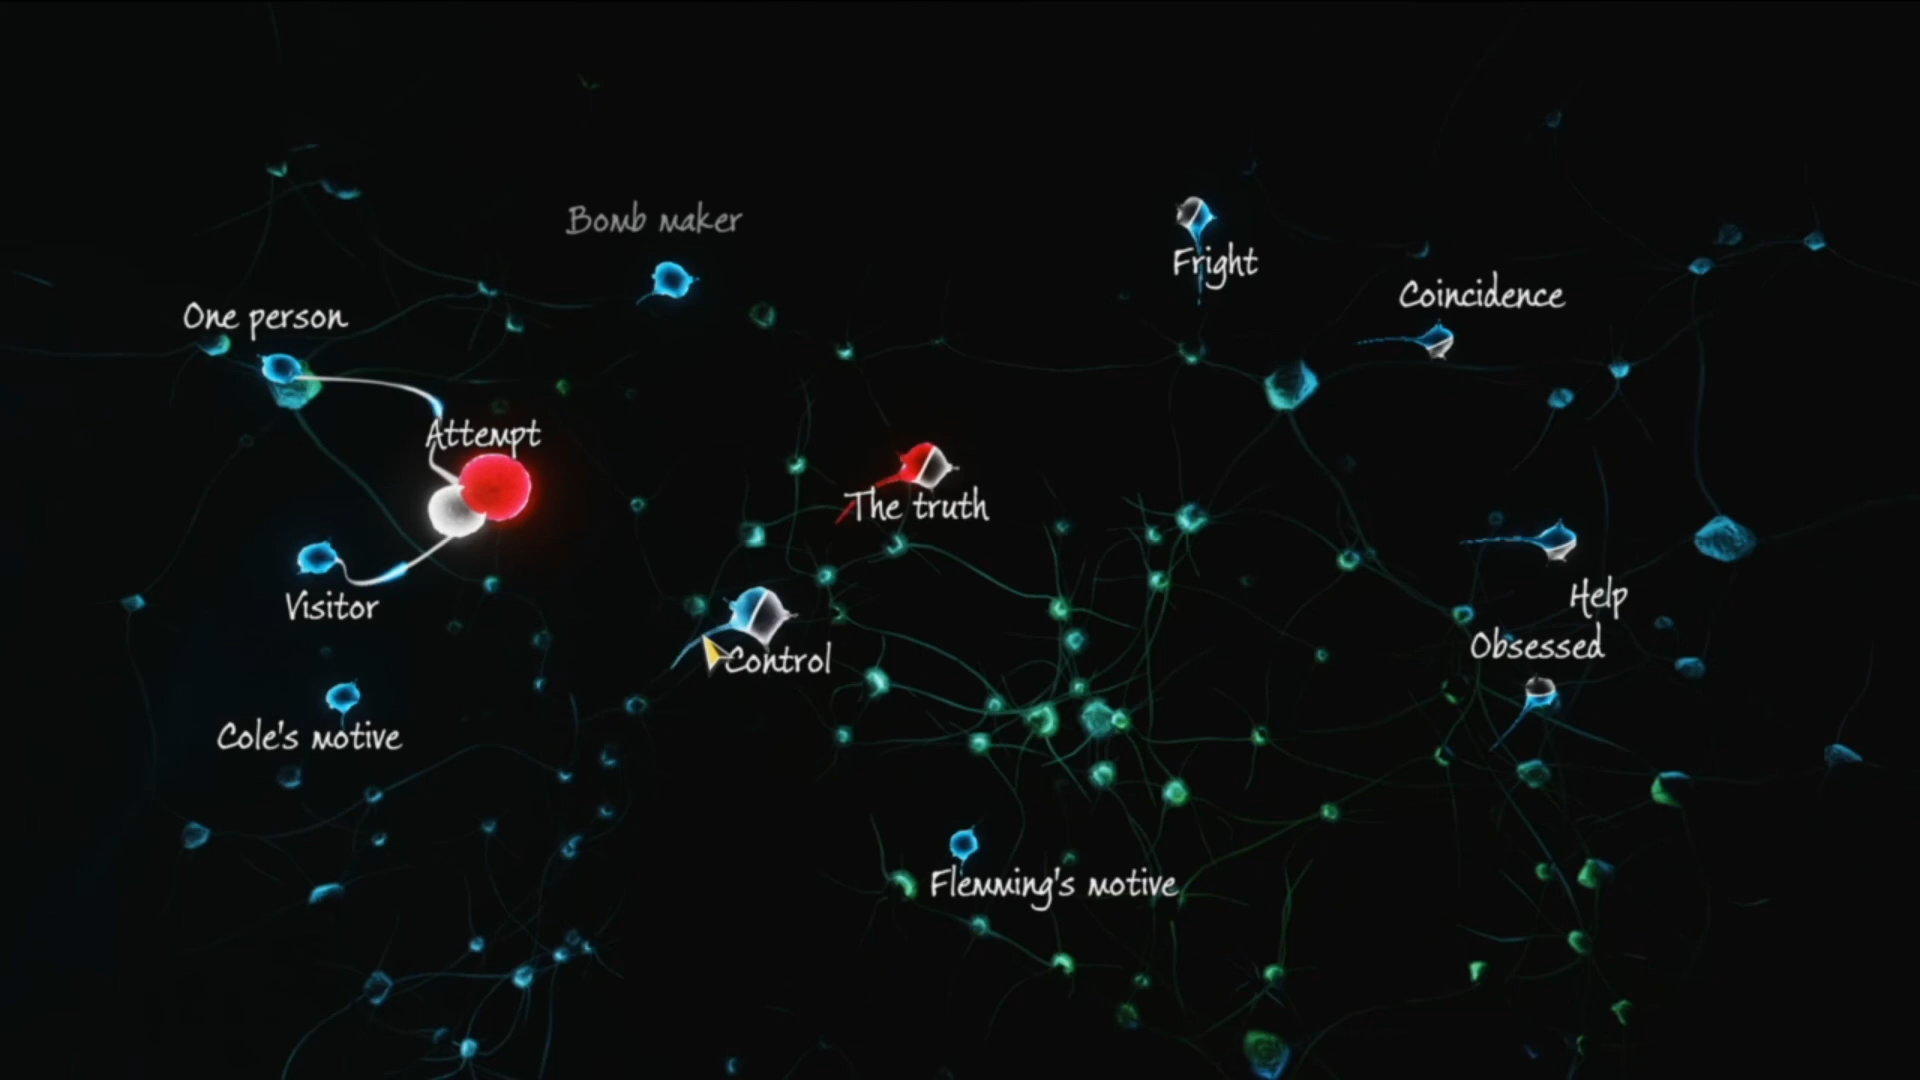 Bomb maker
Fright
Coincidence
One person
Attempt
The truth
Visitor
Help
Control
Obsessed
Cole's motive
Flemming's motive